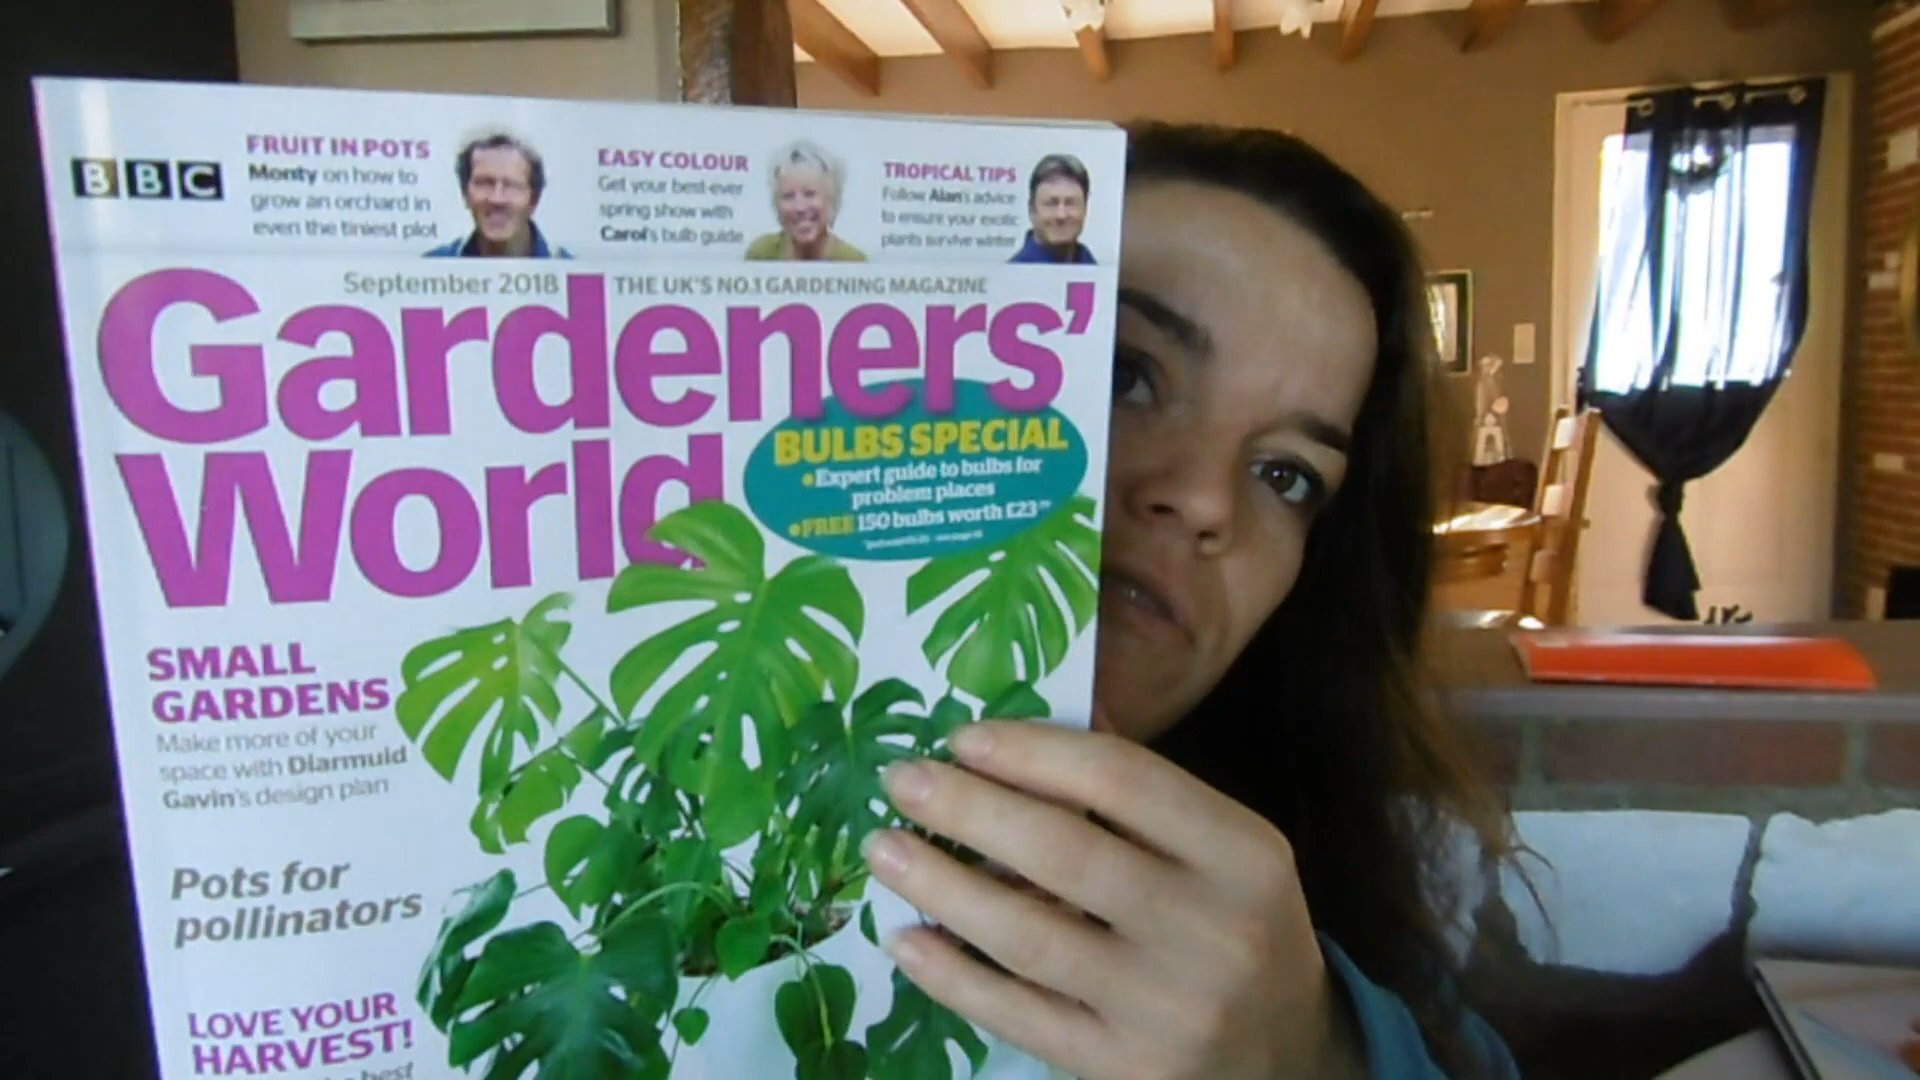 BBC
FRUIT IN POTS
Monty on how to
grow an orchard in
even the tiniest plot
EASY COLOUR
Get your best-ever
spring show with
Carol's bulb guide
TROPICAL TIPS
Follow Alan's advice
to ensure your exotic
plants survive winter
September 2018
THE UK'S NO.1 GARDENING MAGAZINE
Gardeners'
World
BULBS SPECIAL
•Expert guide to bulbs for
problem places
•FREE 150 bulbs worth £23
SMALL
GARDENS
Make more of your
space with Diarmuid
Gavin's design plan
Pots for
pollinators
LOVE YOUR
HARVEST!
best